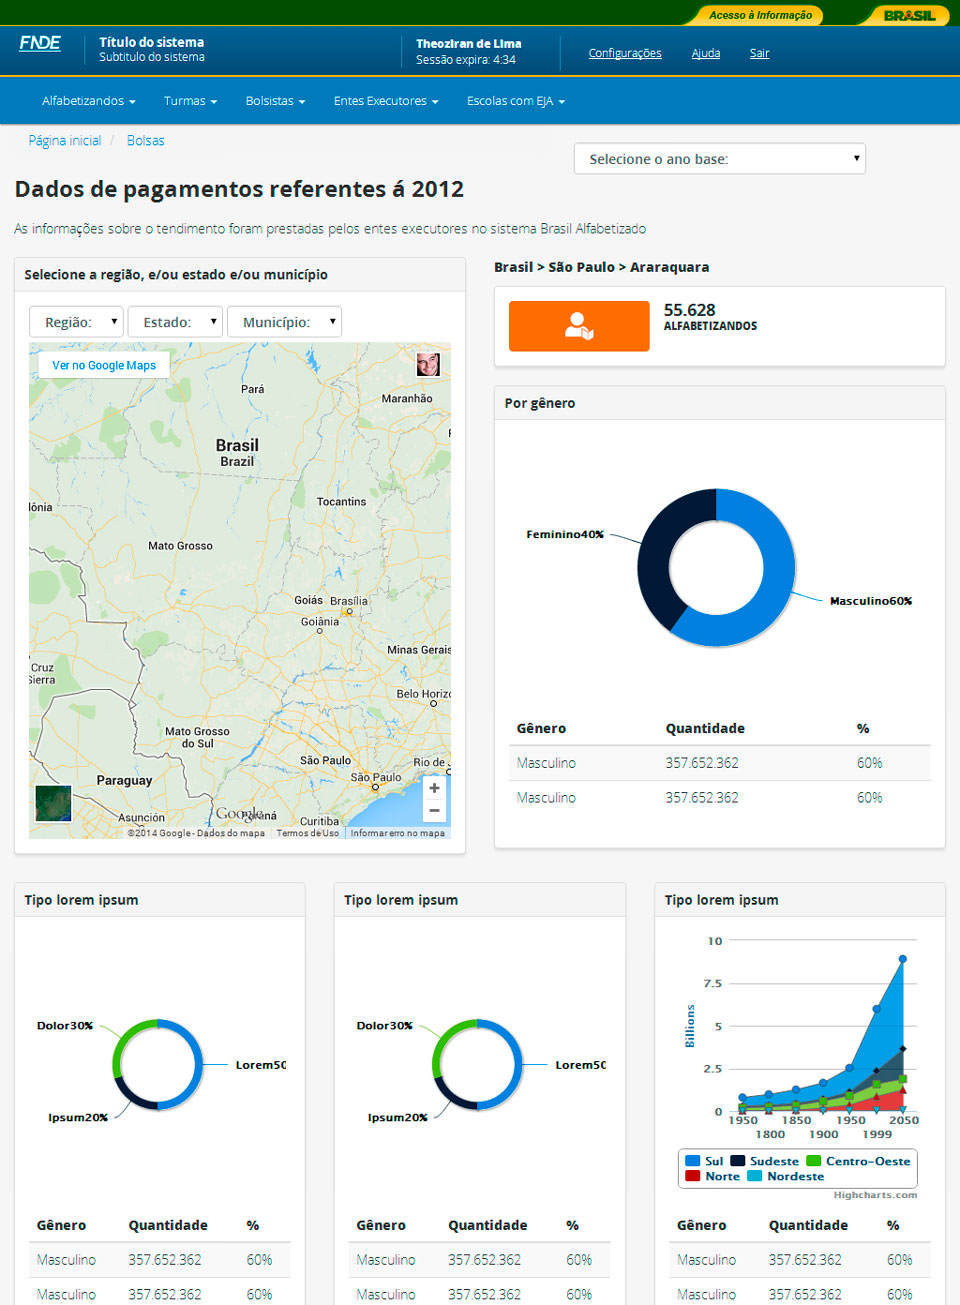 Acesso à Informação
BRASIL
FNDE
Título do sistema
Subtitulo do sistema
Theoziran de Lima
Sessão expira: 4:34
Configurações
Ajuda
Sair
Alfabetizandos
Turmas
Bolsistas
Entes Executores
Escolas com EJA
Página inicial / Bolsas
Selecione o ano base:
Dados de pagamentos referentes á 2012
As informações sobre o tendimento foram prestadas pelos entes executores no sistema Brasil Alfabetizado
Selecione a região, e/ou estado e/ou município
Região:
Estado:
Município:
Ver no Google Maps
Pará
Maranhão
Brasil
Brazil
Tocantins
lônia
Mato Grosso
Goiás
Brasília
Goiânia
Minas Gerais
Cruz
Sierra
Belo Horizo
Mato Grosso
do Sul
São Paulo
Rio de
São Paulo
Paraguay
Asunción
Google
aná
Curitiba
+
−
©2014 Google - Dados do mapa
Termos de Uso
Informar erro no mapa
Brasil > São Paulo > Araraquara
55.628
ALFABETIZANDOS
Por gênero
Feminino40%
Masculino60%
Gênero Quantidade %
Masculino 357.652.362 60%
Masculino 357.652.362 60%
Tipo lorem ipsum
Dolor30%
Lorem50
Ipsum20%
Gênero Quantidade %
Masculino 357.652.362 60%
Masculino 357.652.362 60%
Tipo lorem ipsum
Dolor30%
Lorem50
Ipsum20%
Gênero Quantidade %
Masculino 357.652.362 60%
Masculino 357.652.362 60%
Tipo lorem ipsum
Billions
10
7.5
5
2.5
0
1950 1850 1950 2050
1800 1900 1999
Sul Sudeste Centro-Oeste
Norte Nordeste
Highcharts.com
Gênero Quantidade %
Masculino 357.652.362 60%
Masculino 357.652.362 60%